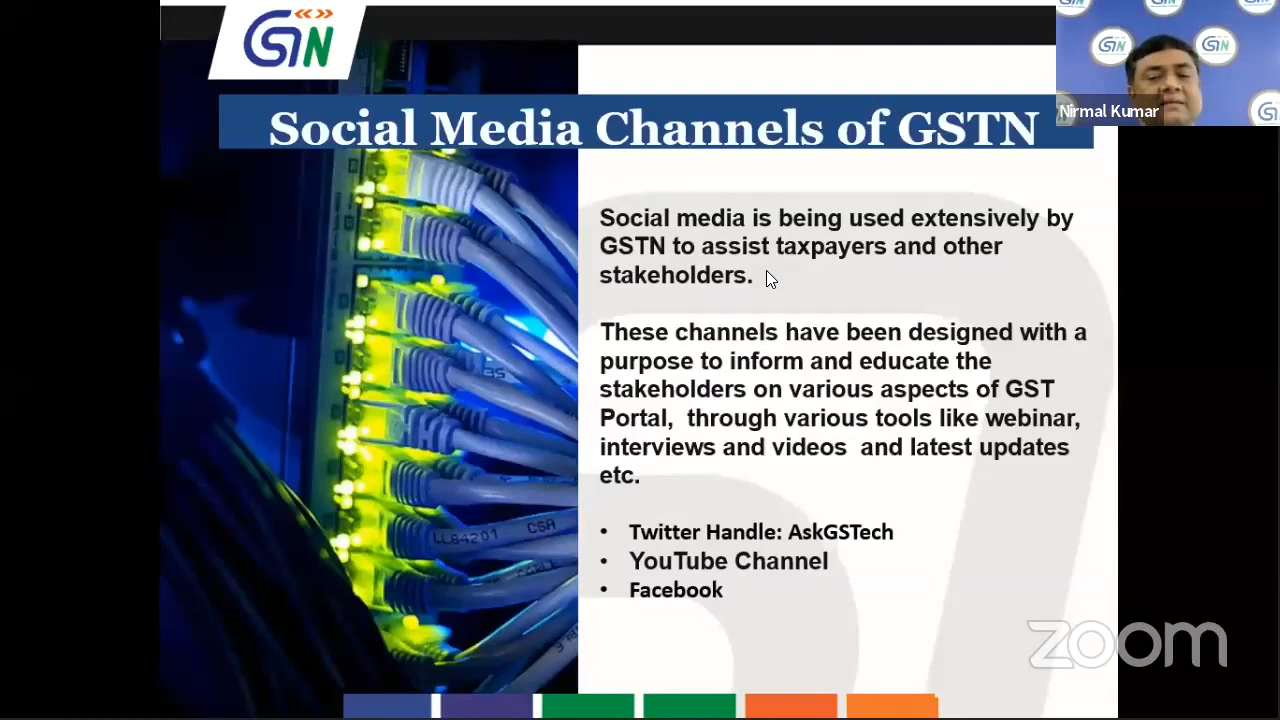 GSTN
Nirmal Kumar
Social Media Channels of GSTN
Social media is being used extensively by
GSTN to assist taxpayers and other
stakeholders.
These channels have been designed with a
purpose to inform and educate the
stakeholders on various aspects of GST
Portal, through various tools like webinar,
interviews and videos and latest updates
etc.
• Twitter Handle: AskGSTech
• YouTube Channel
• Facebook
LL84201 CSA
zoom